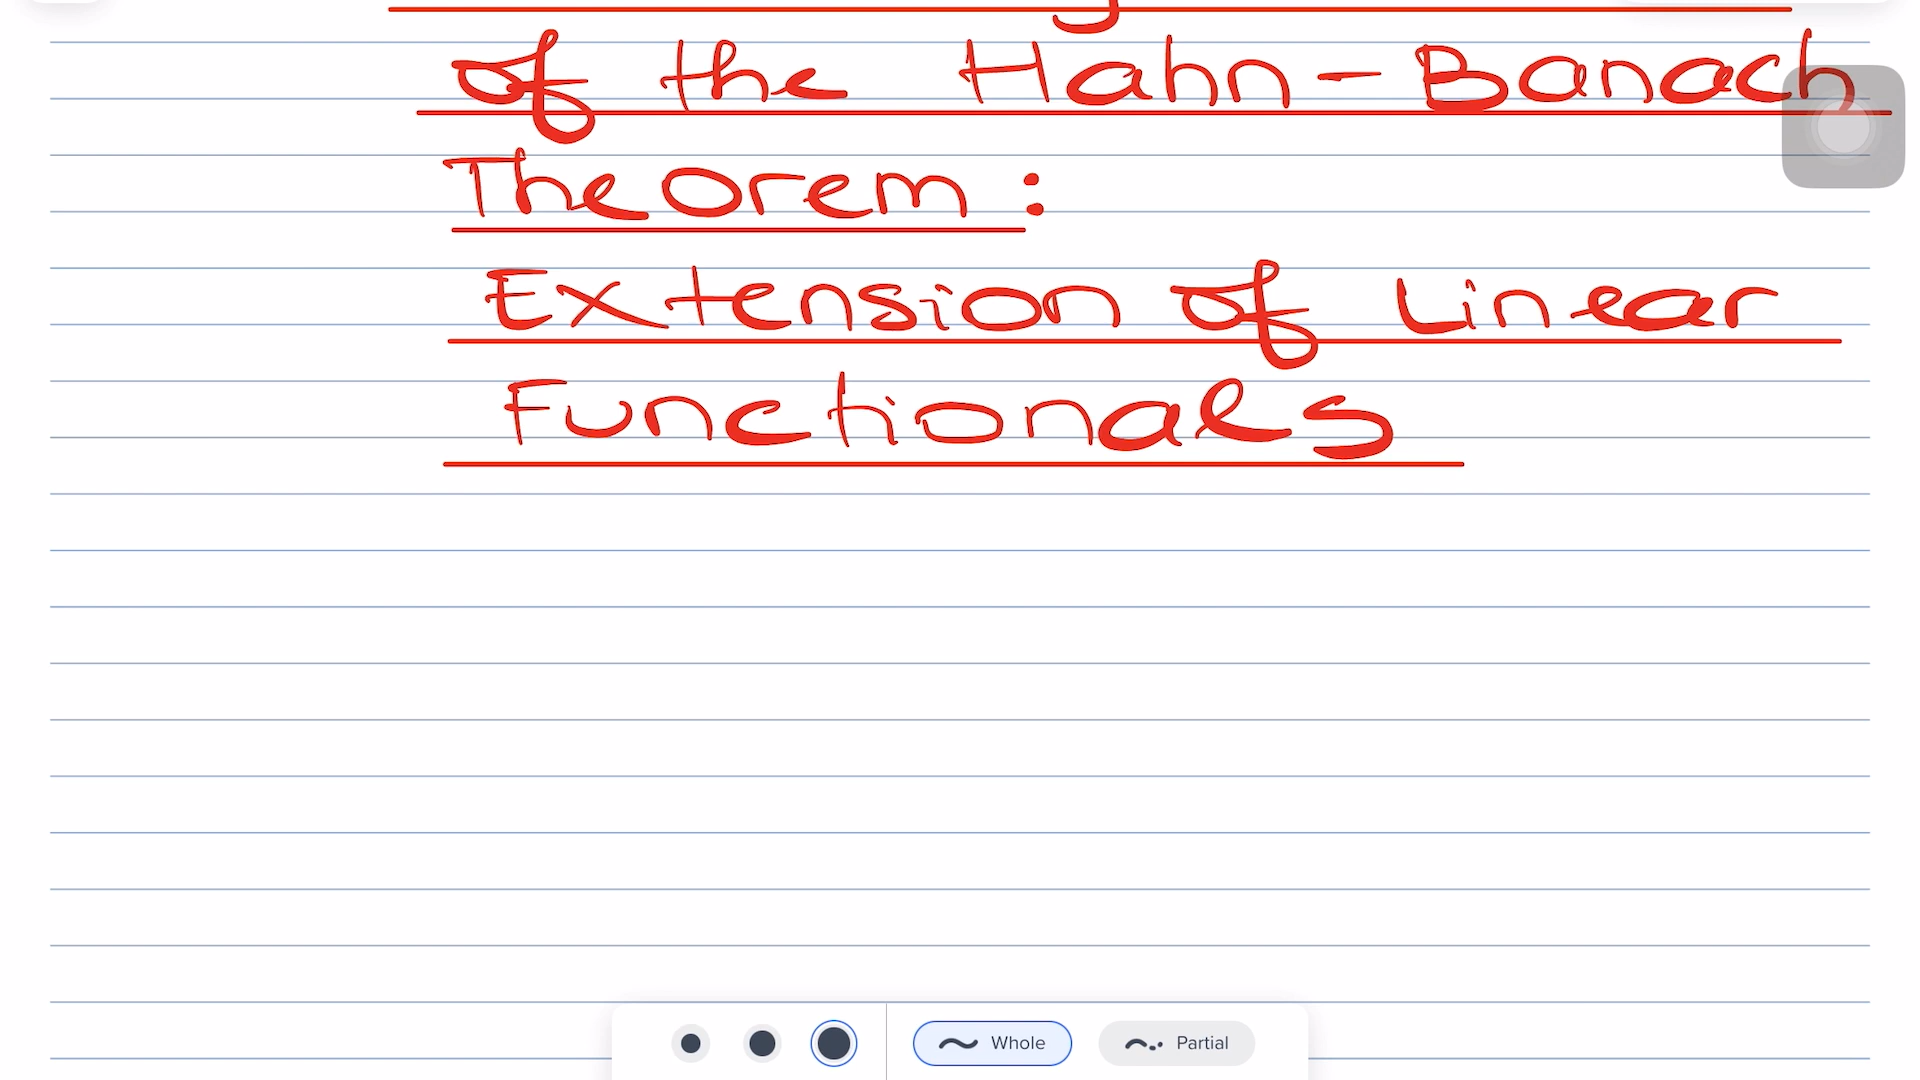 of the Hahn-Banach
Theorem:
Extension of Linear
Functionals
Whole Partial